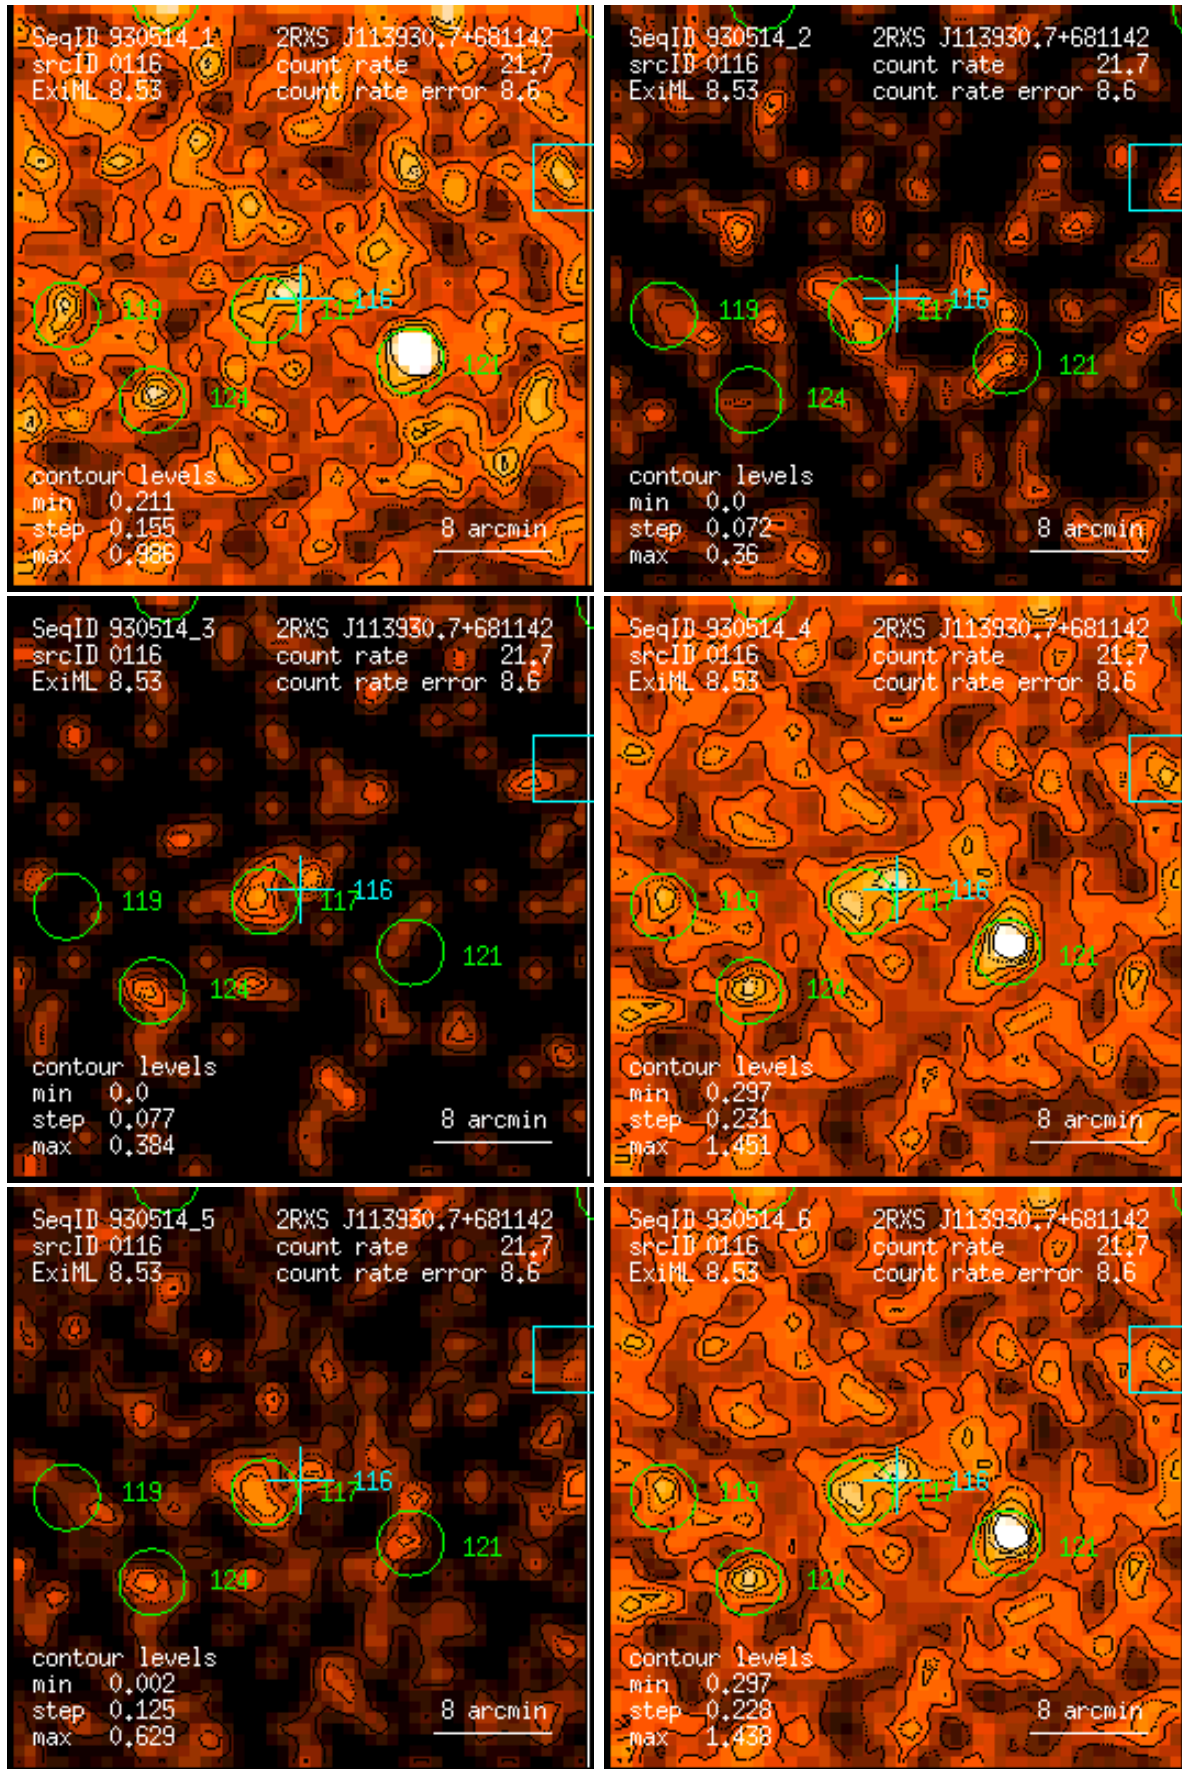 SeqID 930514_1 2RXS J113930.7+681142
srcID 0116 count rate 21.7
ExiML 8.53 count rate error 8.6
119 117 116
121
124
contour levels
min 0.211
step 0.155 8 arcmin
max 0.986
SeqID 930514_2 2RXS J113930.7+681142
srcID 0116 count rate 21.7
ExiML 8.53 count rate error 8.6
119 117 116
121
124
contour levels
min 0.0
step 0.072 8 arcmin
max 0.36
SeqID 930514_3 2RXS J113930.7+681142
srcID 0116 count rate 21.7
ExiML 8.53 count rate error 8.6
119 117 116
121
124
contour levels
min 0.0
step 0.077 8 arcmin
max 0.384
SeqID 930514_4 2RXS J113930.7+681142
srcID 0116 count rate 21.7
ExiML 8.53 count rate error 8.6
119 117 116
121
124
contour levels
min 0.297
step 0.231 8 arcmin
max 1.451
SeqID 930514_5 2RXS J113930.7+681142
srcID 0116 count rate 21.7
ExiML 8.53 count rate error 8.6
119 117 116
121
124
contour levels
min 0.002
step 0.125 8 arcmin
max 0.629
SeqID 930514_6 2RXS J113930.7+681142
srcID 0116 count rate 21.7
ExiML 8.53 count rate error 8.6
119 117 116
121
124
contour levels
min 0.297
step 0.228 8 arcmin
max 1.438